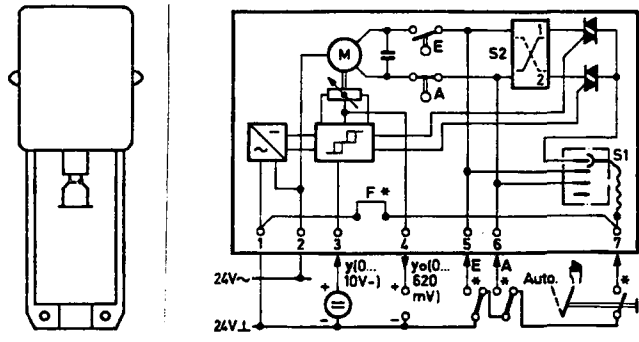 M
E
A
S2
1
2
S1
F *
1 2 3 4 5 6 7
24V~
24V⊥
y(0...
10V-)
+
-
yo(0...
620
mV)
+
-
E
A
*
*
Auto.
*